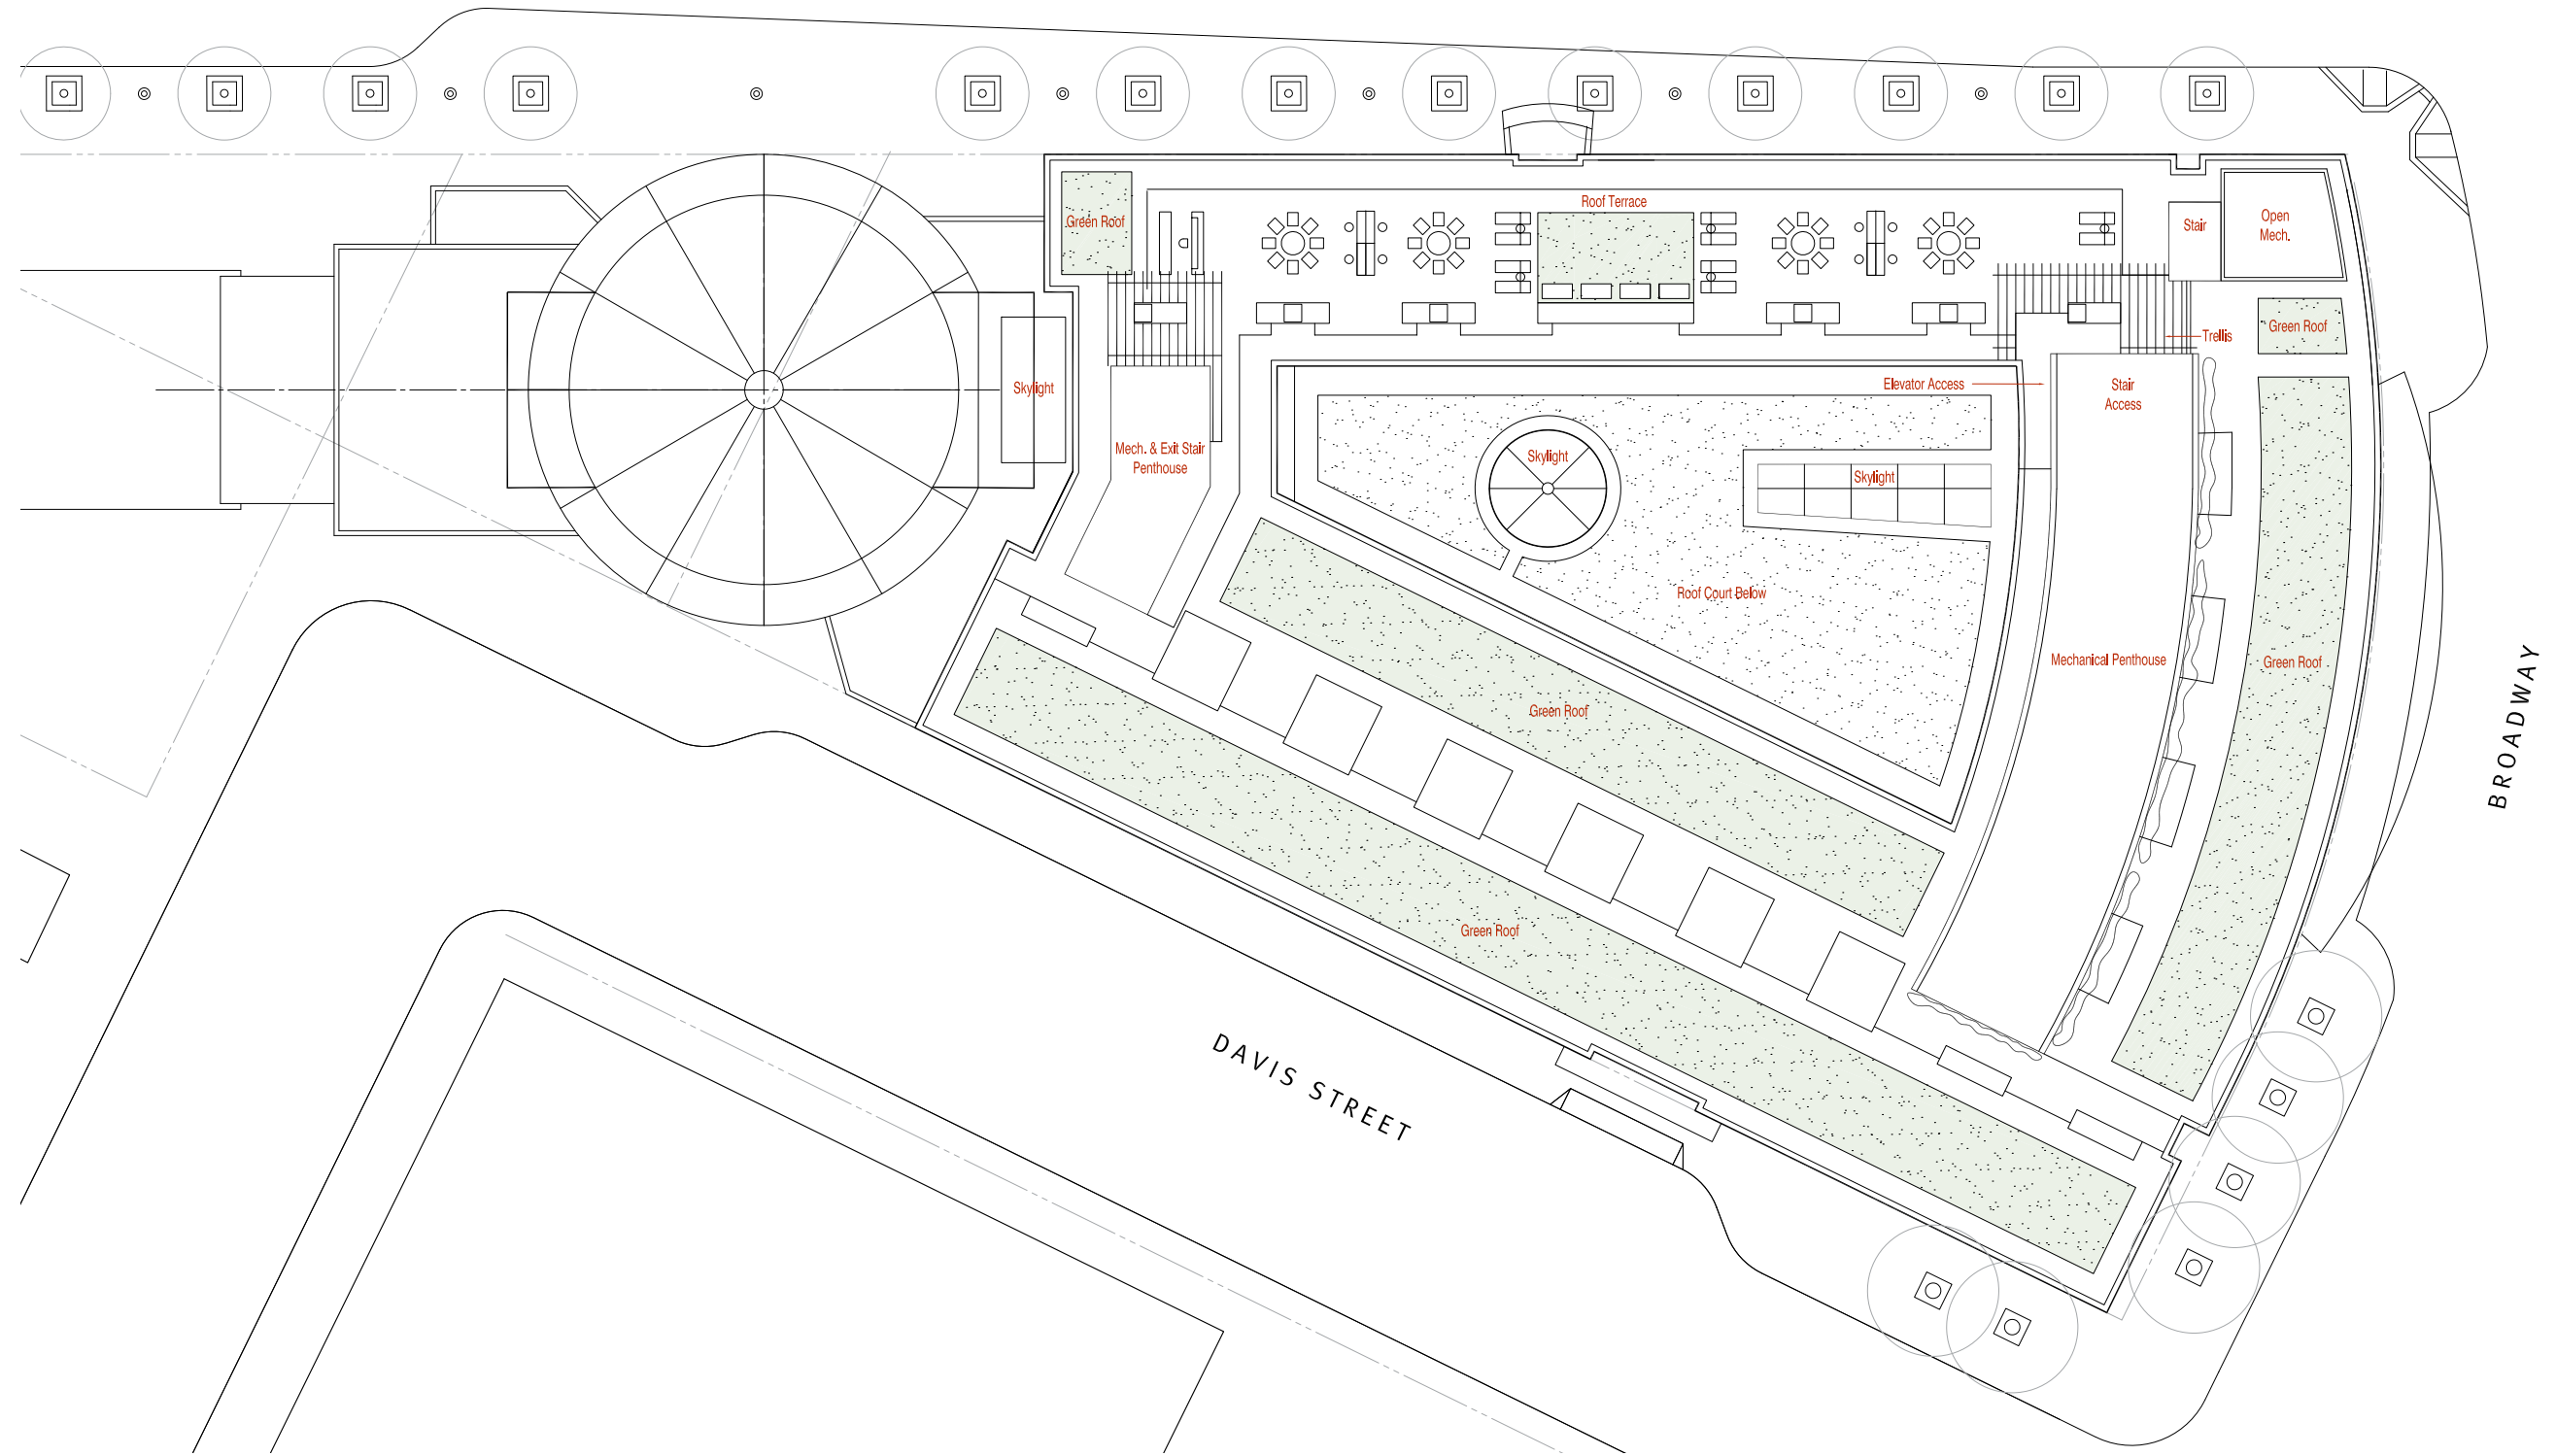 Roof Terrace
Green Roof
Stair
Open
Mech.
Green Roof
Trellis
Skylight
Elevator Access
Stair
Access
Mech. & Exit Stair
Penthouse
Skylight
Skylight
Roof Court Below
Mechanical Penthouse
Green Roof
Green Roof
Green Roof
BROADWAY
DAVIS STREET